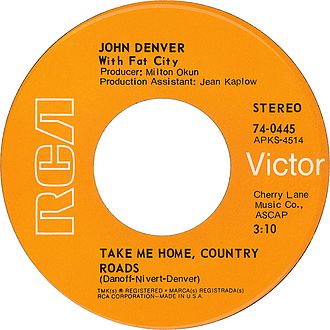 JOHN DENVER
With Fat City
Producer: Milton Okun
Production Assistant: Jean Kaplow
STEREO
74-0445
APKS-4514
RCA
Victor
Cherry Lane
Music Co.,
ASCAP
3:10
TAKE ME HOME, COUNTRY
ROADS
(Danoff-Nivert-Denver)
TMK(s) ® REGISTERED • MARCA(s) REGISTRADA(s)
RCA CORPORATION-MADE IN U.S.A.